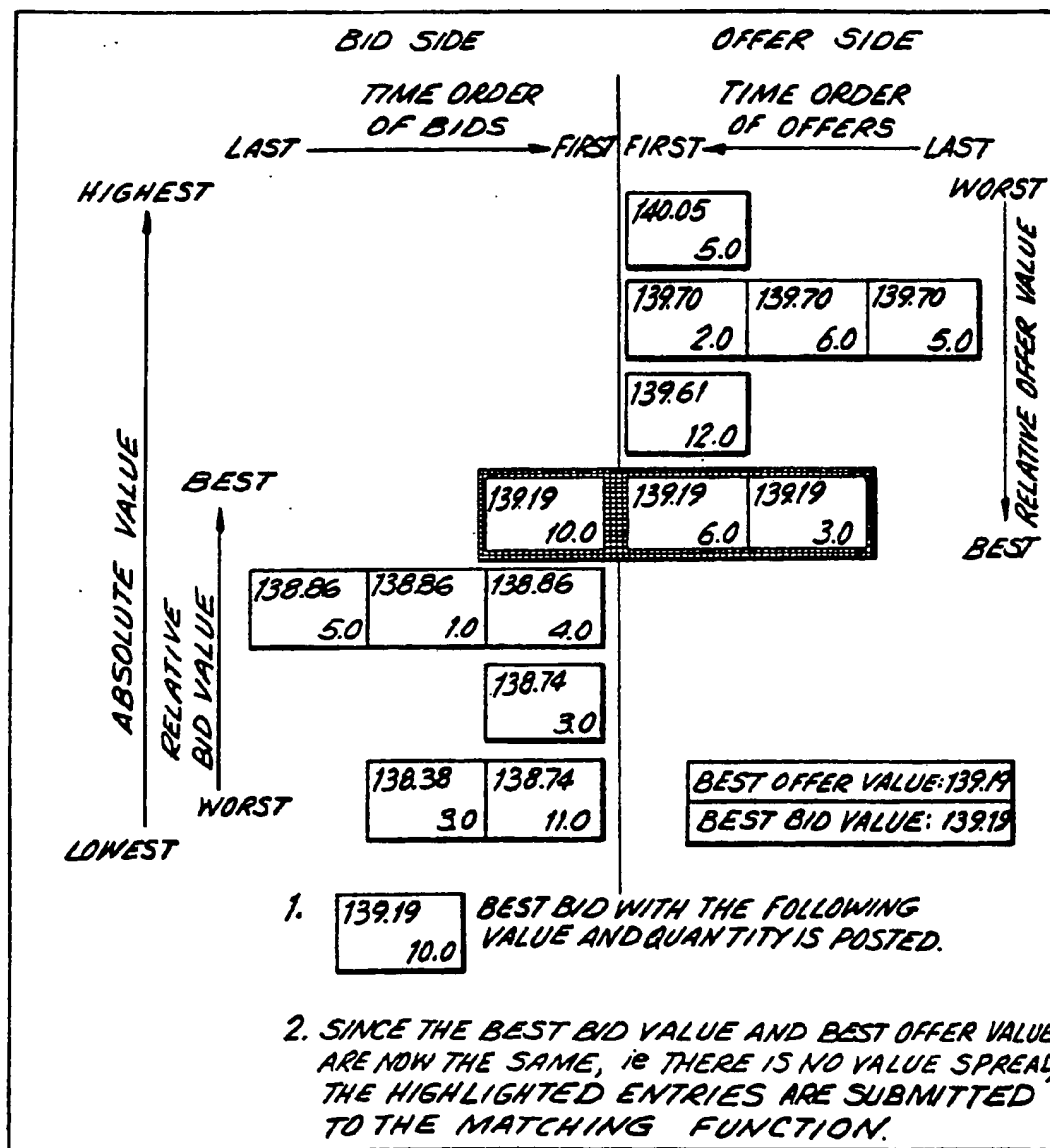 BID SIDE
OFFER SIDE
TIME ORDER
OF BIDS
TIME ORDER
OF OFFERS
LAST
FIRST
FIRST
LAST
HIGHEST
WORST
140.05
5.0
139.70
139.70
139.70
2.0
6.0
5.0
139.61
12.0
RELATIVE OFFER VALUE
ABSOLUTE VALUE
BEST
139.19
139.19
139.19
10.0
6.0
3.0
BEST
138.86
138.86
138.86
5.0
1.0
4.0
RELATIVE
BID VALUE
138.74
3.0
138.38
138.74
3.0
11.0
WORST
LOWEST
BEST OFFER VALUE: 139.19
BEST BID VALUE: 139.19
1.
139.19
10.0
BEST BID WITH THE FOLLOWING
VALUE AND QUANTITY IS POSTED.
2. SINCE THE BEST BID VALUE AND BEST OFFER VALUE
ARE NOW THE SAME, ie THERE IS NO VALUE SPREAD,
THE HIGHLIGHTED ENTRIES ARE SUBMITTED
TO THE MATCHING FUNCTION.